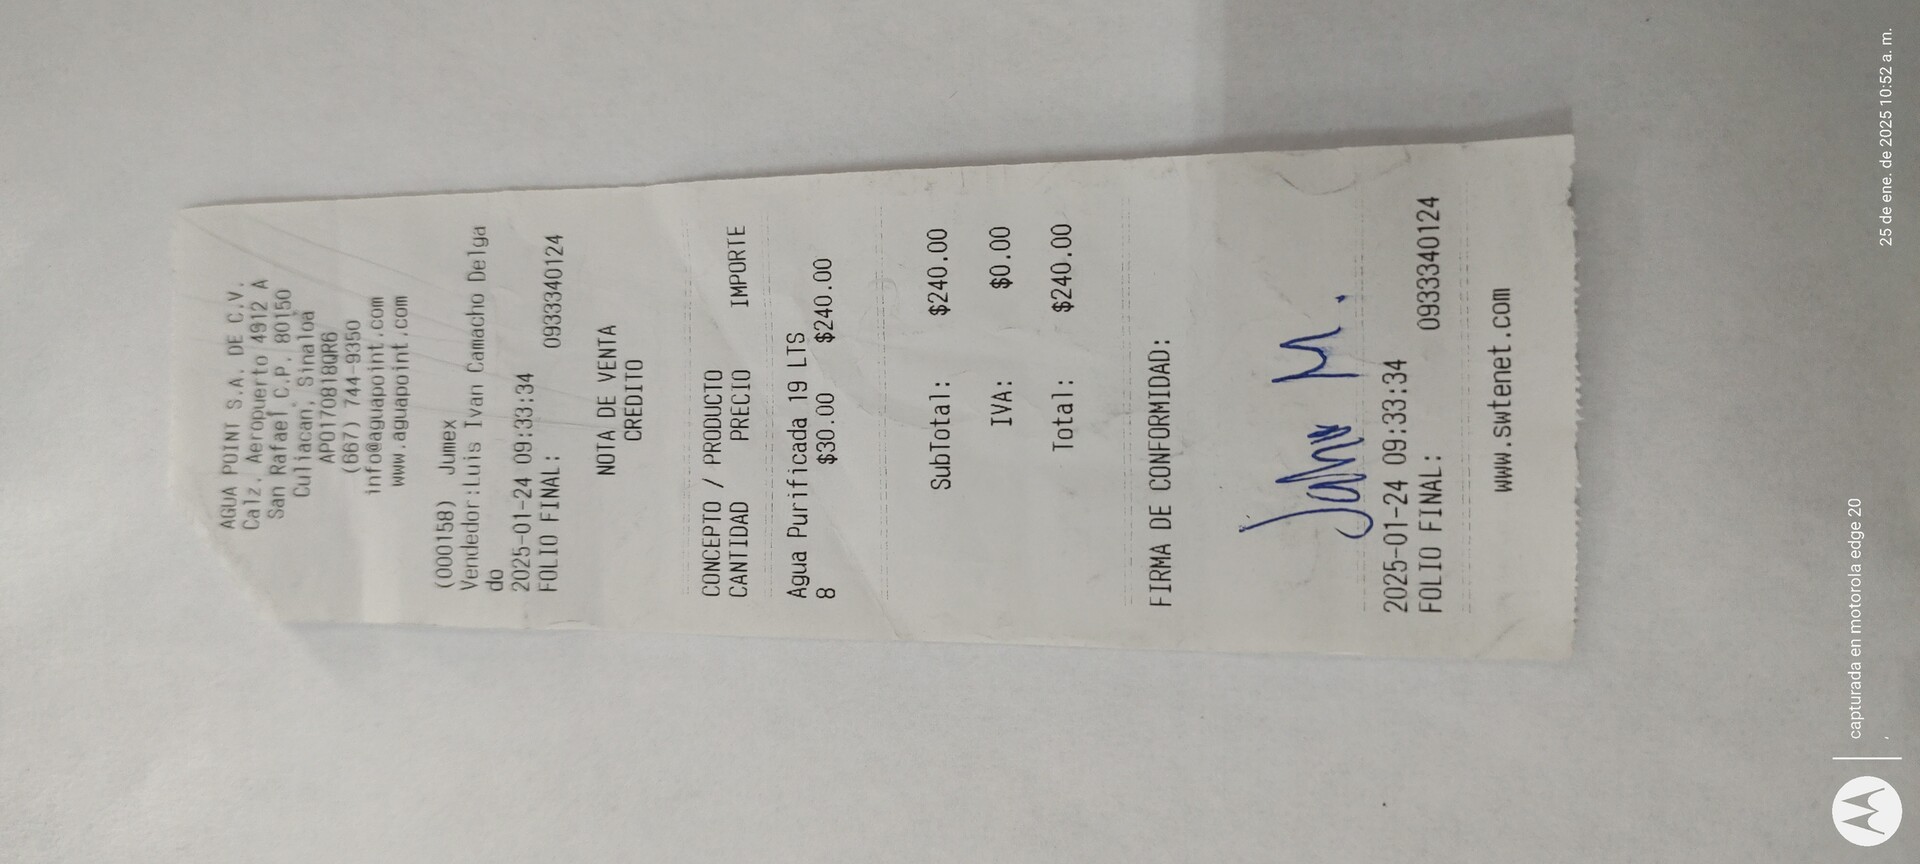 AGUA POINT S.A. DE C.V.
Calz. Aeropuerto 4912 A
San Rafael C.P. 80150
Culiacan, Sinaloa
APO170818QR6
(667) 744-9350
info@aguapoint.com
www.aguapoint.com
(000158) Jumex
Vendedor:Luis Ivan Camacho Delga
do
2025-01-24 09:33:34
FOLIO FINAL: 0933340124
NOTA DE VENTA
CREDITO
CONCEPTO / PRODUCTO
CANTIDAD PRECIO IMPORTE
Agua Purificada 19 LTS
8 $30.00 $240.00
SubTotal: $240.00
IVA: $0.00
Total: $240.00
FIRMA DE CONFORMIDAD:
M.
2025-01-24 09:33:34
FOLIO FINAL: 0933340124
www.swtenet.com
capturada en motorola edge 20
25 de ene. de 2025 10:52 a. m.